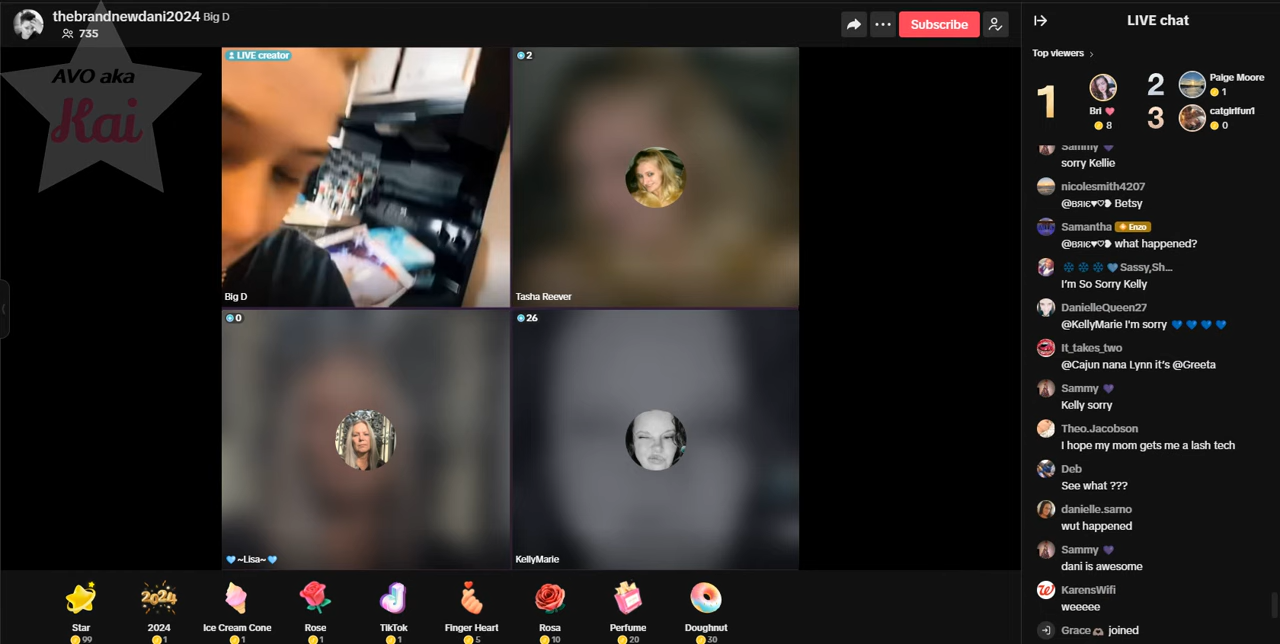 thebrandnewdani2024 Big D
735
Subscribe
AVO aka
Kai
LIVE creator
2
Big D
Tasha Reever
0
26
💙~Lisa~💙
KellyMarie
Star
99
2024
2024
1
Ice Cream Cone
1
Rose
1
TikTok
1
Finger Heart
5
Rosa
10
Perfume
20
Doughnut
30
LIVE chat
Top viewers
1
Bri ❤️
8
2
Paige Moore
1
3
catgirlfun1
0
Sammy 💜
sorry Kellie
nicolesmith4207
@вяιє♥♡❥ Betsy
Samantha Enzo
@вяιє♥♡❥ what happened?
❄️❄️❄️💙Sassy,Sh...
I'm So Sorry Kelly
DanielleQueen27
@KellyMarie I'm sorry 💙💙💙💙
It_takes_two
@Cajun nana Lynn it's @Greeta
Sammy 💜
Kelly sorry
Theo.Jacobson
I hope my mom gets me a lash tech
Deb
See what ???
danielle.sarno
wut happened
Sammy 💜
dani is awesome
KarensWifi
weeeee
Grace joined